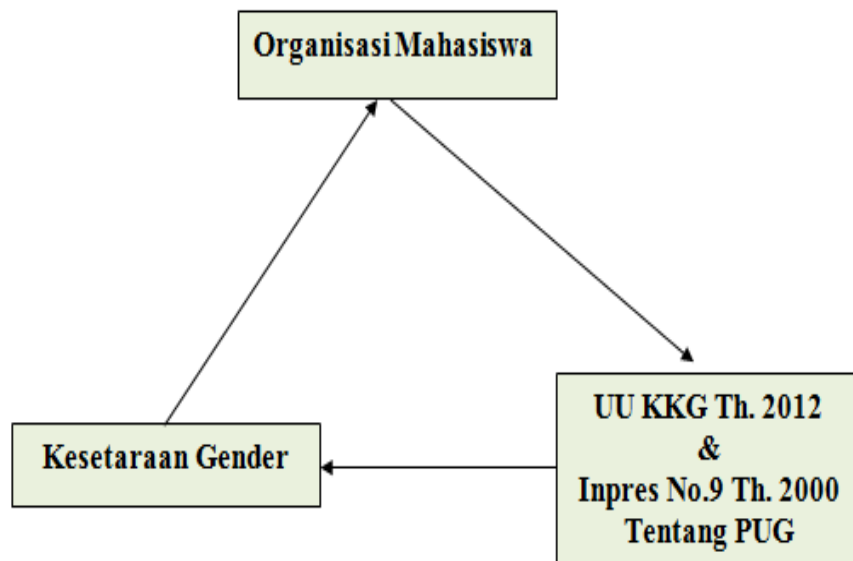 Organisasi Mahasiswa
Kesetaraan Gender
UU KKG Th. 2012
&
Inpres No.9 Th. 2000
Tentang PUG